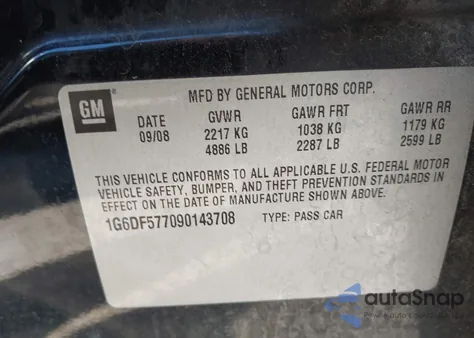 GM
MFD BY GENERAL MOTORS CORP.
DATE GVWR GAWR FRT GAWR RR
09/08 2217 KG 1038 KG 1179 KG
4886 LB 2287 LB 2599 LB
THIS VEHICLE CONFORMS TO ALL APPLICABLE U.S. FEDERAL MOTOR
VEHICLE SAFETY, BUMPER, AND THEFT PREVENTION STANDARDS IN
EFFECT ON THE DATE OF MANUFACTURE SHOWN ABOVE.
1G6DF577090143708 TYPE: PASS CAR
autoSnap